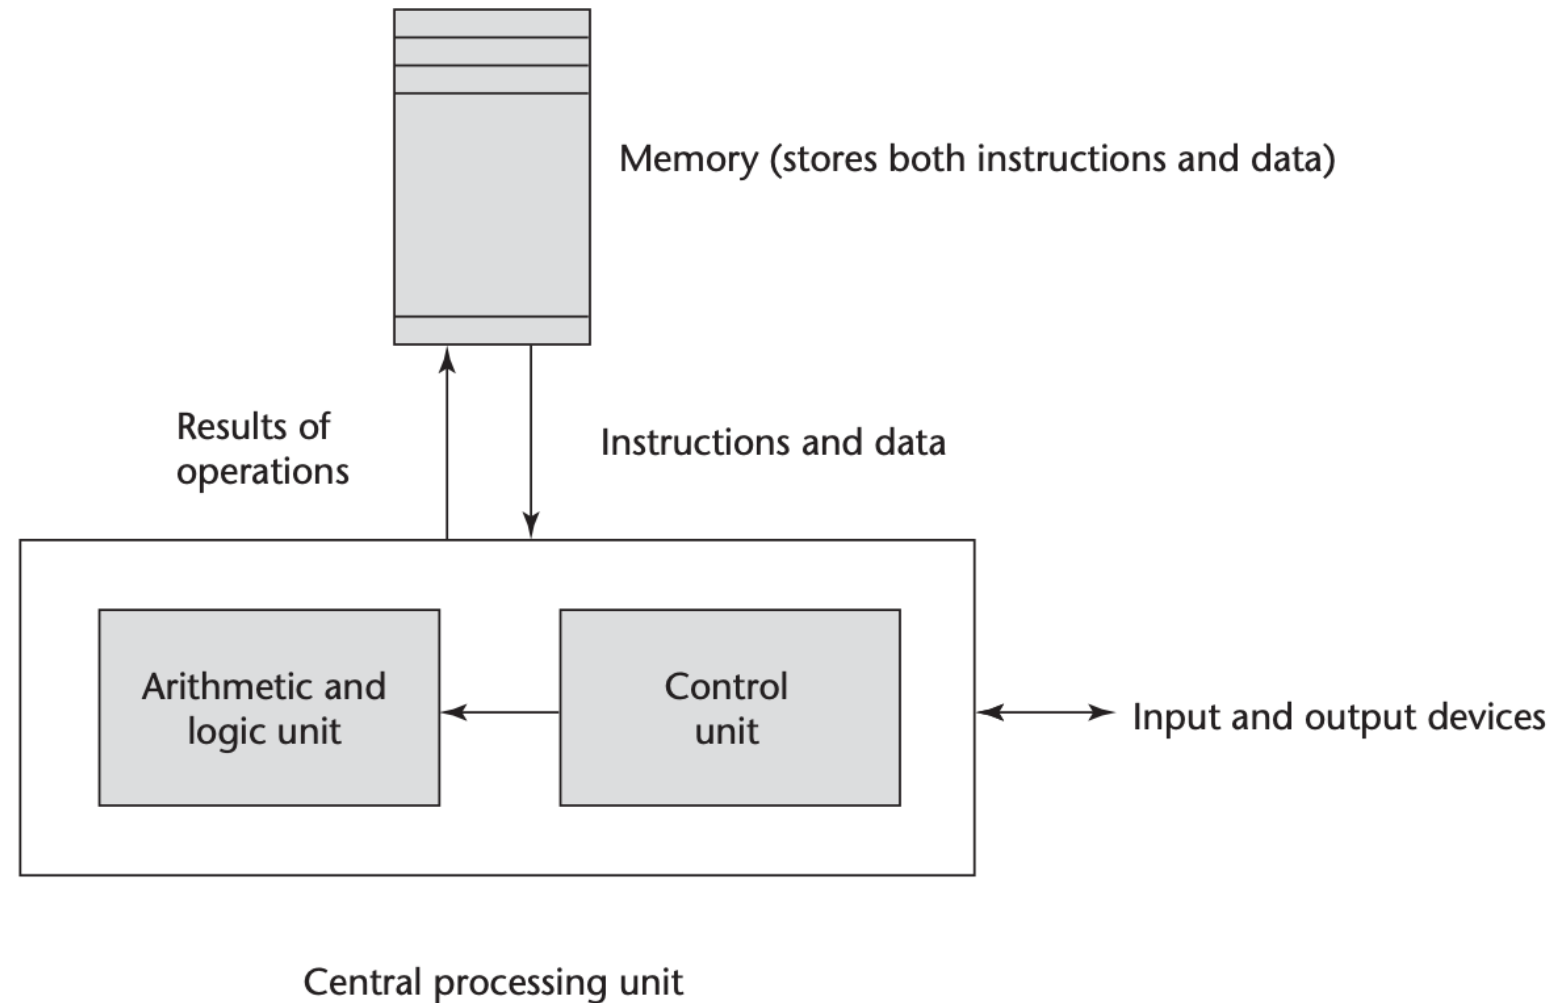 Memory (stores both instructions and data)
Results of
operations
Instructions and data
Arithmetic and
logic unit
Control
unit
Input and output devices
Central processing unit